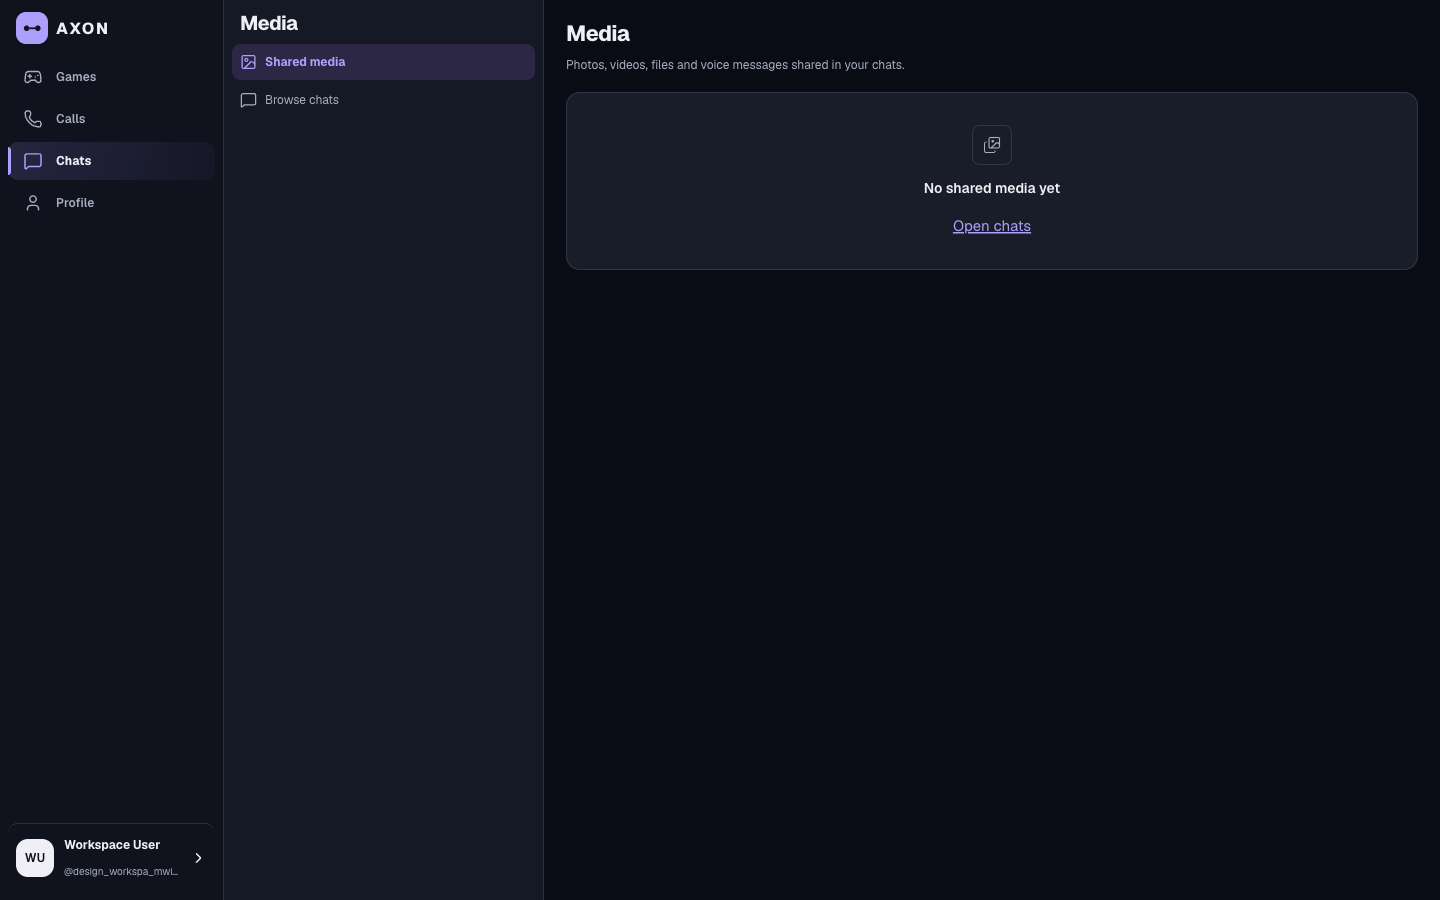 AXON
Games
Calls
Chats
Profile
WU
Workspace User
@design_workspa_mwi...
Media
Shared media
Browse chats
Media
Photos, videos, files and voice messages shared in your chats.
No shared media yet
Open chats